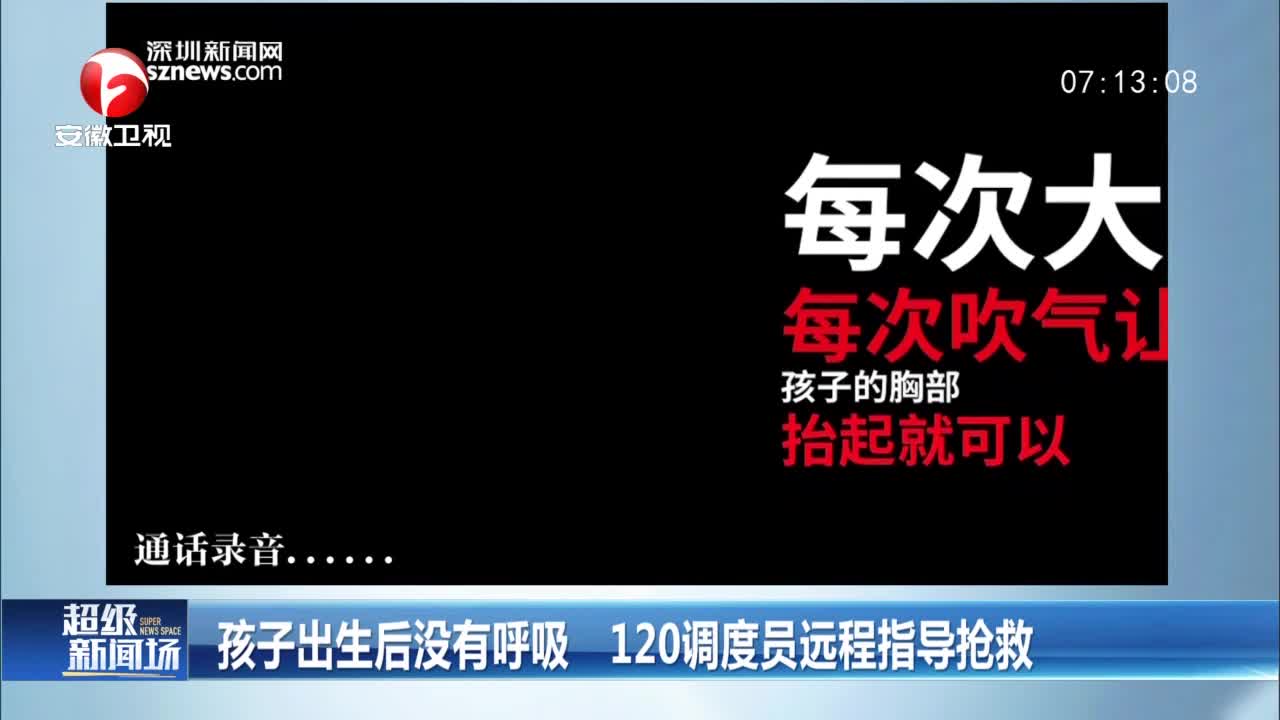 深圳新闻网
sznews.com
安徽卫视
07:13:08
每次大
每次吹气让
孩子的胸部
抬起就可以
通话录音......
超级
新闻场
SUPER
NEWS SPACE
孩子出生后没有呼吸 120调度员远程指导抢救